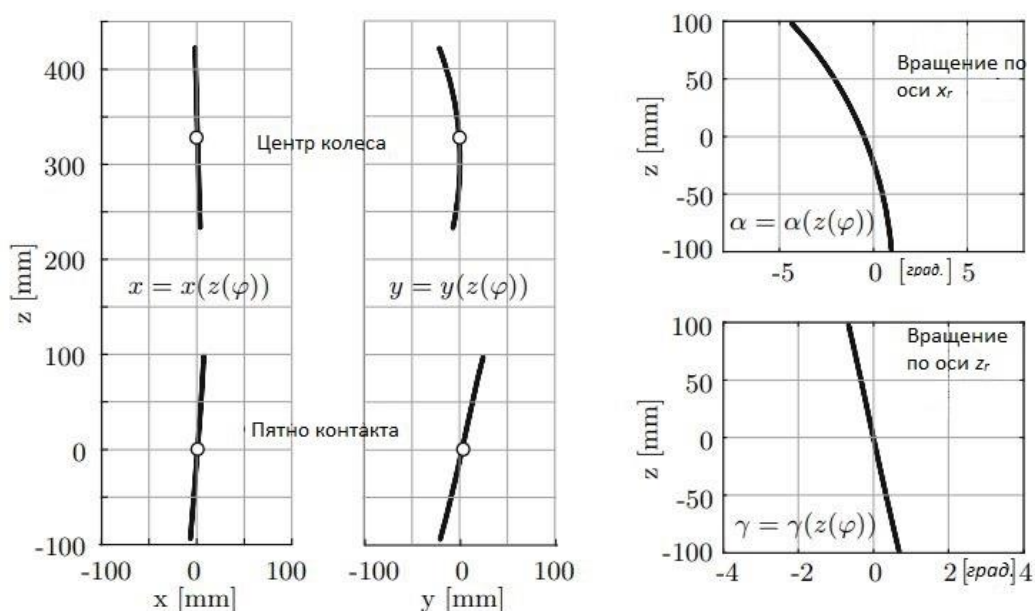 400
300
200
100
0
-100
z [mm]
Центр колеса
x = x(z(φ))
y = y(z(φ))
Пятно контакта
-100
0
100
x [mm]
-100
0
100
y [mm]
100
50
0
-50
-100
z [mm]
Вращение по
оси xᵣ
α = α(z(φ))
-5
0
[град.]
5
100
50
0
-50
-100
z [mm]
Вращение
по оси zᵣ
γ = γ(z(φ))
-4
-2
0
2
[град.]
4